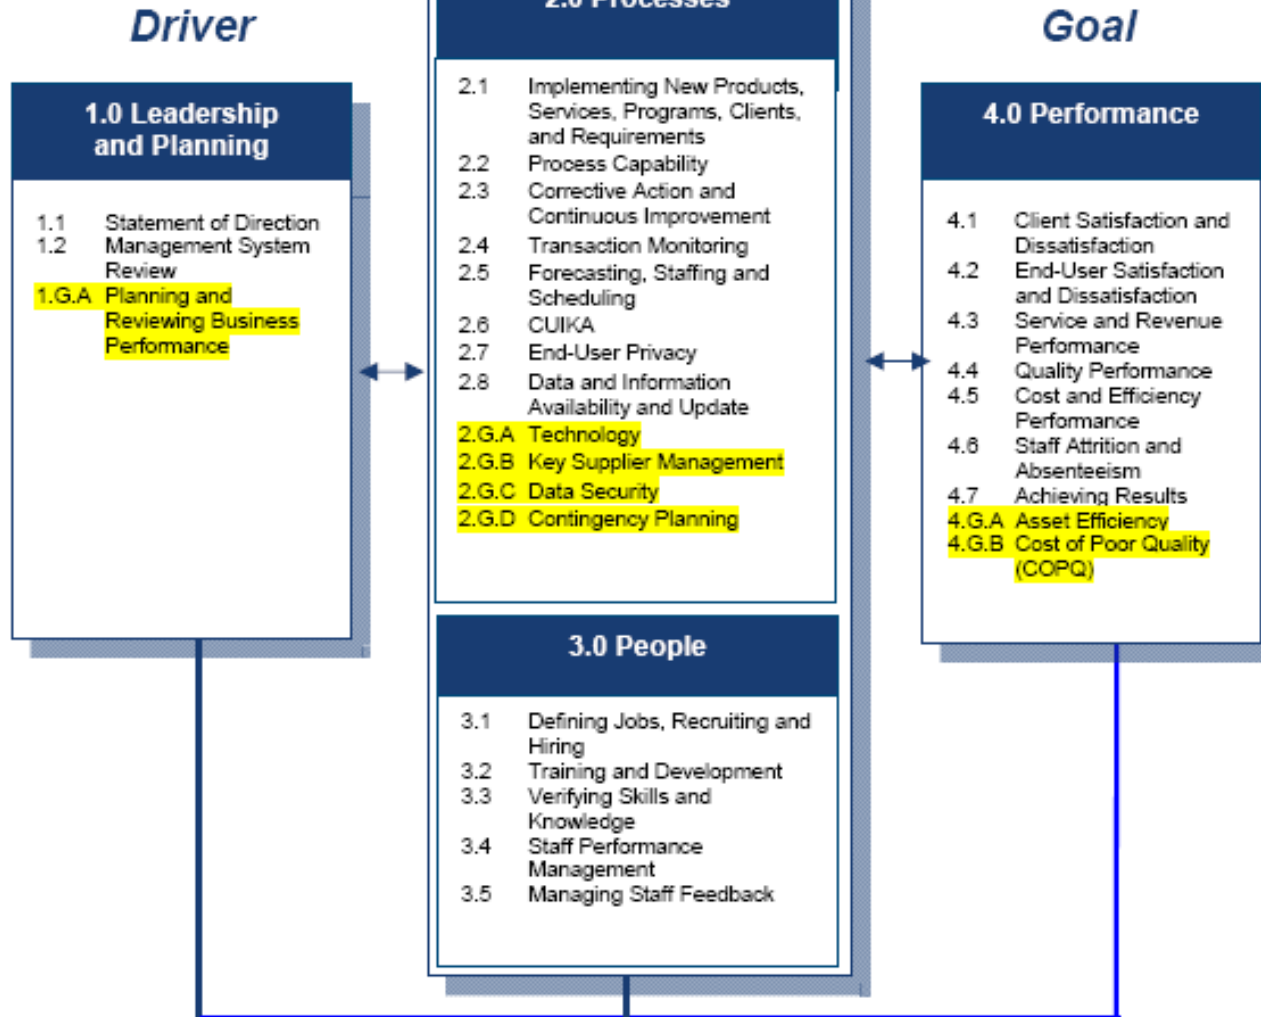 Driver
1.0 Leadership
and Planning
1.1 Statement of Direction
1.2 Management System
Review
1.G.A Planning and
Reviewing Business
Performance
2.0 Processes
2.1 Implementing New Products,
Services, Programs, Clients,
and Requirements
2.2 Process Capability
2.3 Corrective Action and
Continuous Improvement
2.4 Transaction Monitoring
2.5 Forecasting, Staffing and
Scheduling
2.6 CUIKA
2.7 End-User Privacy
2.8 Data and Information
Availability and Update
2.G.A Technology
2.G.B Key Supplier Management
2.G.C Data Security
2.G.D Contingency Planning
3.0 People
3.1 Defining Jobs, Recruiting and
Hiring
3.2 Training and Development
3.3 Verifying Skills and
Knowledge
3.4 Staff Performance
Management
3.5 Managing Staff Feedback
Goal
4.0 Performance
4.1 Client Satisfaction and
Dissatisfaction
4.2 End-User Satisfaction
and Dissatisfaction
4.3 Service and Revenue
Performance
4.4 Quality Performance
4.5 Cost and Efficiency
Performance
4.6 Staff Attrition and
Absenteeism
4.7 Achieving Results
4.G.A Asset Efficiency
4.G.B Cost of Poor Quality
(COPQ)